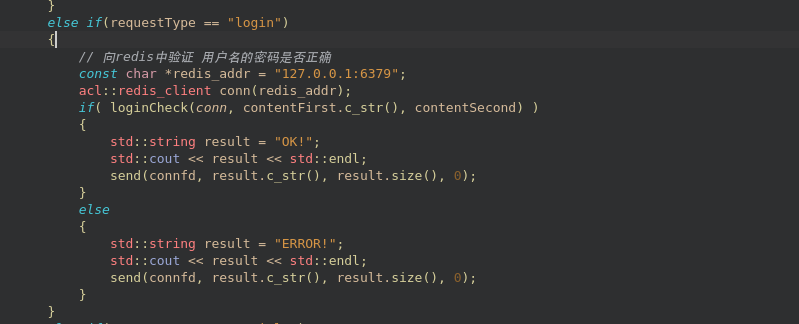 }
else if(requestType == "login")
{
// 向redis中验证 用户名的密码是否正确
const char *redis_addr = "127.0.0.1:6379";
acl::redis_client conn(redis_addr);
if( loginCheck(conn, contentFirst.c_str(), contentSecond) )
{
std::string result = "OK!";
std::cout << result << std::endl;
send(connfd, result.c_str(), result.size(), 0);
}
else
{
std::string result = "ERROR!";
std::cout << result << std::endl;
send(connfd, result.c_str(), result.size(), 0);
}
}